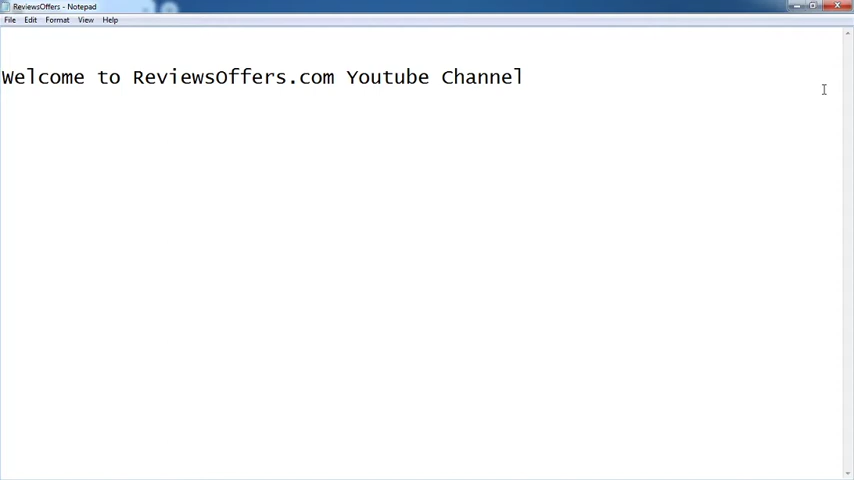 ReviewsOffers - Notepad
File Edit Format View Help
Welcome to ReviewsOffers.com Youtube Channel